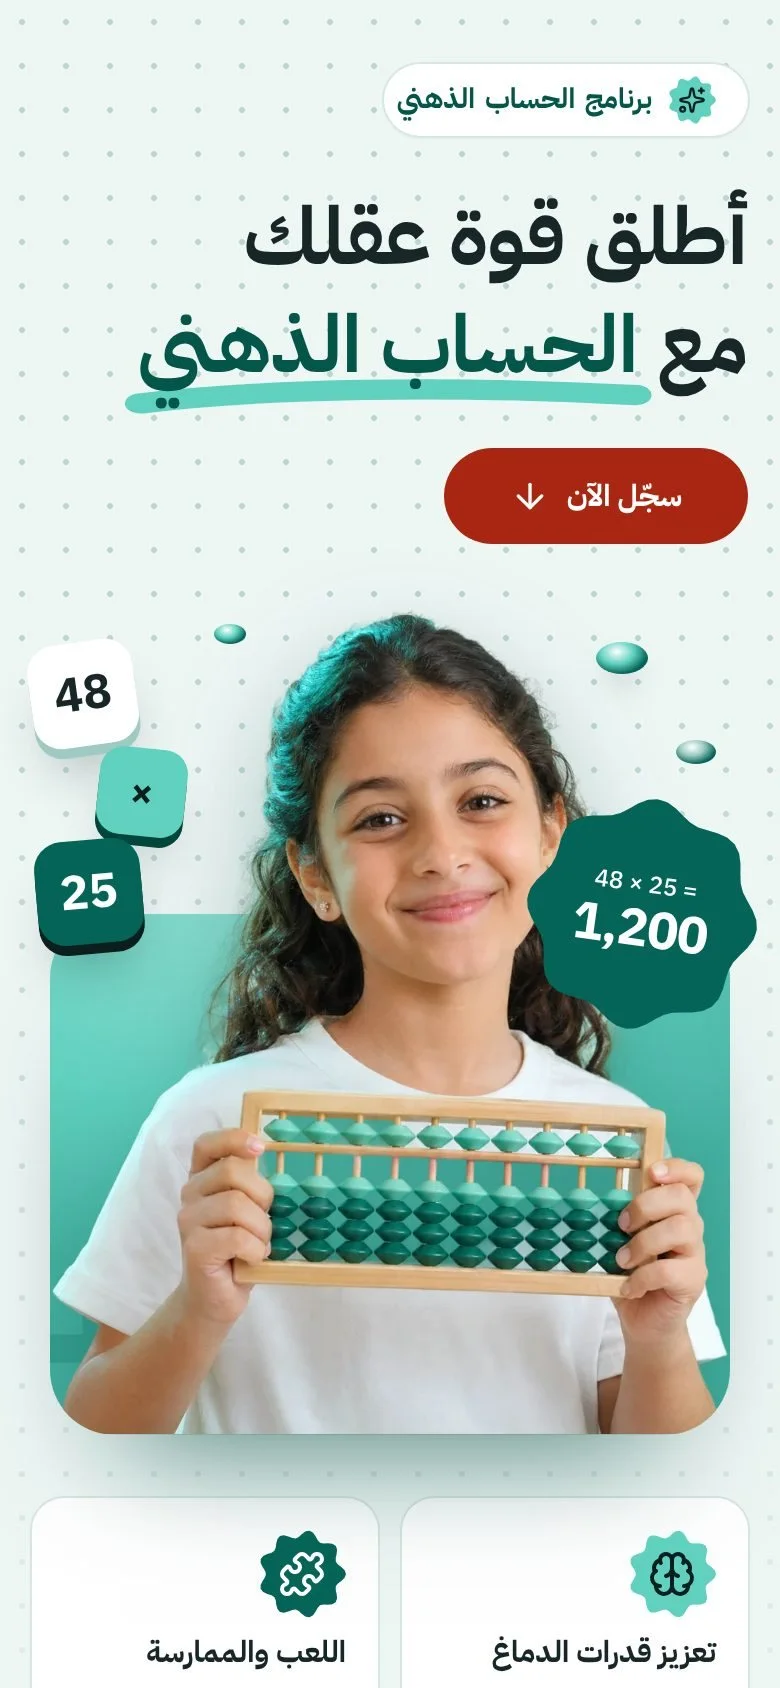 برنامج الحساب الذهني
أطلق قوة عقلك
مع الحساب الذهني
سجّل الآن
48
×
25
48 × 25 =
1,200
تعزيز قدرات الدماغ
اللعب والممارسة